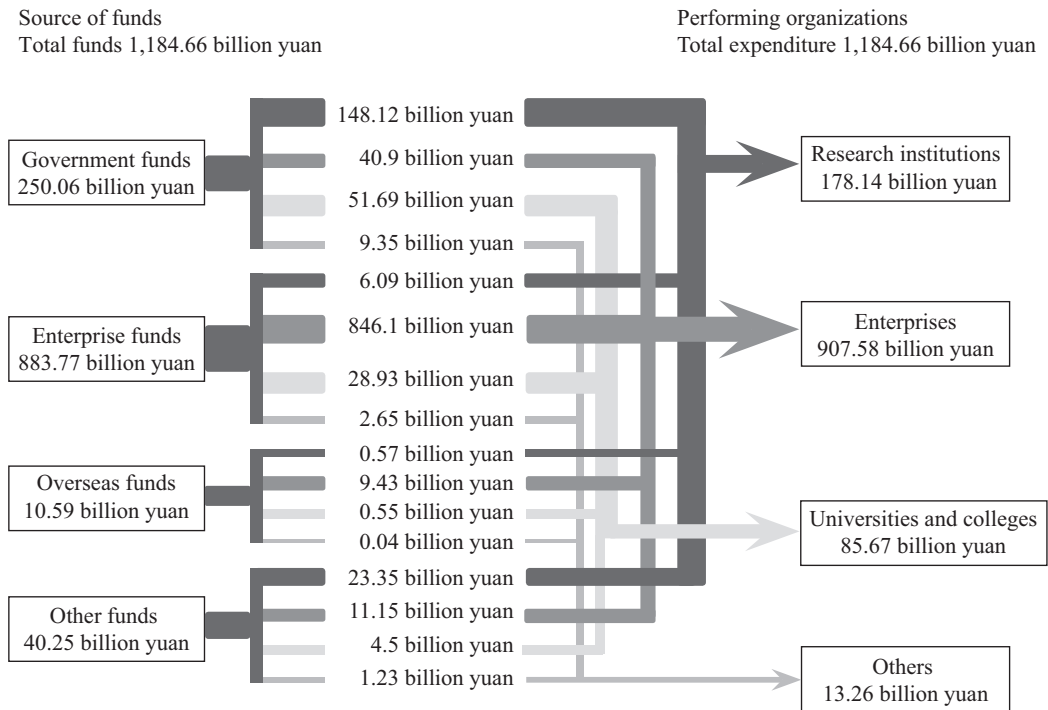 Source of funds
Total funds 1,184.66 billion yuan
Performing organizations
Total expenditure 1,184.66 billion yuan
Government funds
250.06 billion yuan
Enterprise funds
883.77 billion yuan
Overseas funds
10.59 billion yuan
Other funds
40.25 billion yuan
148.12 billion yuan
40.9 billion yuan
51.69 billion yuan
9.35 billion yuan
6.09 billion yuan
846.1 billion yuan
28.93 billion yuan
2.65 billion yuan
0.57 billion yuan
9.43 billion yuan
0.55 billion yuan
0.04 billion yuan
23.35 billion yuan
11.15 billion yuan
4.5 billion yuan
1.23 billion yuan
Research institutions
178.14 billion yuan
Enterprises
907.58 billion yuan
Universities and colleges
85.67 billion yuan
Others
13.26 billion yuan